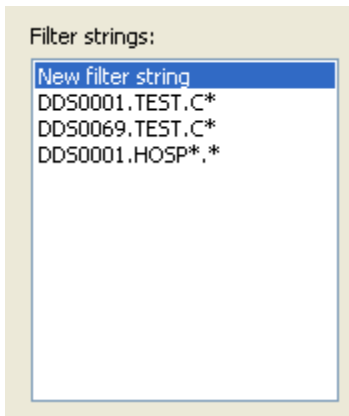 Filter strings:
New filter string
DDS0001.TEST.C*
DDS0069.TEST.C*
DDS0001.HOSP*.*